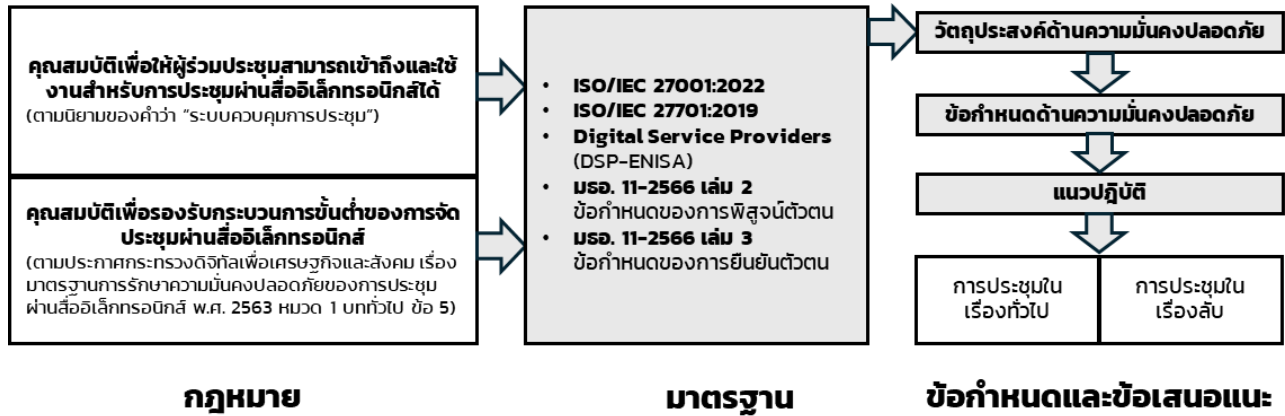 คุณสมบัติเพื่อให้ผู้ร่วมประชุมสามารถเข้าถึงและใช้
งานสำหรับการประชุมผ่านสื่ออิเล็กทรอนิกส์ได้
(ตามนิยามของคำว่า “ระบบควบคุมการประชุม”)
คุณสมบัติเพื่อรองรับกระบวนการขั้นต่ำของการจัด
ประชุมผ่านสื่ออิเล็กทรอนิกส์
(ตามประกาศกระทรวงดิจิทัลเพื่อเศรษฐกิจและสังคม เรื่อง
มาตรฐานการรักษาความมั่นคงปลอดภัยของการประชุม
ผ่านสื่ออิเล็กทรอนิกส์ พ.ศ. 2563 หมวด 1 บททั่วไป ข้อ 5)
กฎหมาย
• ISO/IEC 27001:2022
• ISO/IEC 27701:2019
• Digital Service Providers
(DSP-ENISA)
• มธอ. 11-2566 เล่ม 2
ข้อกำหนดของการพิสูจน์ตัวตน
• มธอ. 11-2566 เล่ม 3
ข้อกำหนดของการยืนยันตัวตน
มาตรฐาน
วัตถุประสงค์ด้านความมั่นคงปลอดภัย
ข้อกำหนดด้านความมั่นคงปลอดภัย
แนวปฎิบัติ
การประชุมใน
เรื่องทั่วไป
การประชุมใน
เรื่องลับ
ข้อกำหนดและข้อเสนอแนะ